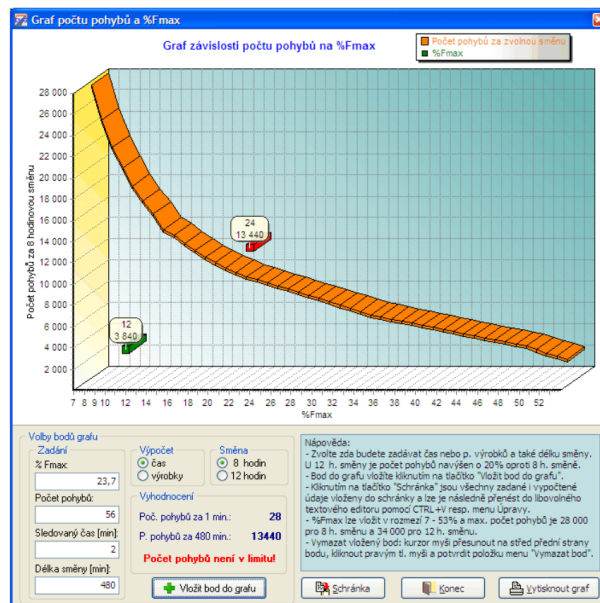 Graf počtu pohybů a %Fmax
Graf závislosti počtu pohybů na %Fmax
Počet pohybů za zvolnou směnu
%Fmax
Počet pohybů za 8 hodinovou směnu
28 000
26 000
24 000
22 000
20 000
18 000
16 000
14 000
12 000
10 000
8 000
6 000
4 000
2 000
24
13 440
12
3 840
7 8 9 10 12 14 16 18 20 22 24 26 28 30 32 34 36 38 40 42 44 46 48 50 52
%Fmax
Volby bodů grafu
Zadání
% Fmax:
23,7
Počet pohybů:
56
Sledovaný čas [min]:
2
Délka směny [min]:
480
Výpočet
čas
výrobky
Směna
8 hodin
12 hodin
Vyhodnocení
Poč. pohybů za 1 min.: 28
P. pohybů za 480 min.: 13440
Počet pohybů není v limitu!
Vložit bod do grafu
Nápověda:
- Zvolte zda budete zadávat čas nebo p. výrobků a také délku směny.
U 12 h. směny je počet pohybů navýšen o 20% oproti 8 h. směně.
- Bod do grafu vložíte kliknutím na tlačítko "Vložit bod do grafu".
- Kliknutím na tlačítko "Schránka" jsou všechny zadané i vypočtené
údaje vloženy do schránky a lze je následně přenést do libovolného
textového editoru pomocí CTRL+V resp. menu Úpravy.
- %Fmax lze vložit v rozmezí 7 - 53% a max. počet pohybů je 28 000
pro 8 h. směnu a 34 000 pro 12 h. směnu.
- Vymazat vložený bod: kurzor myši přesunout na střed přední strany
bodu, kliknout pravým tl. myši a potvrdit položku menu "Vymazat bod".
Schránka
Konec
Vytisknout graf